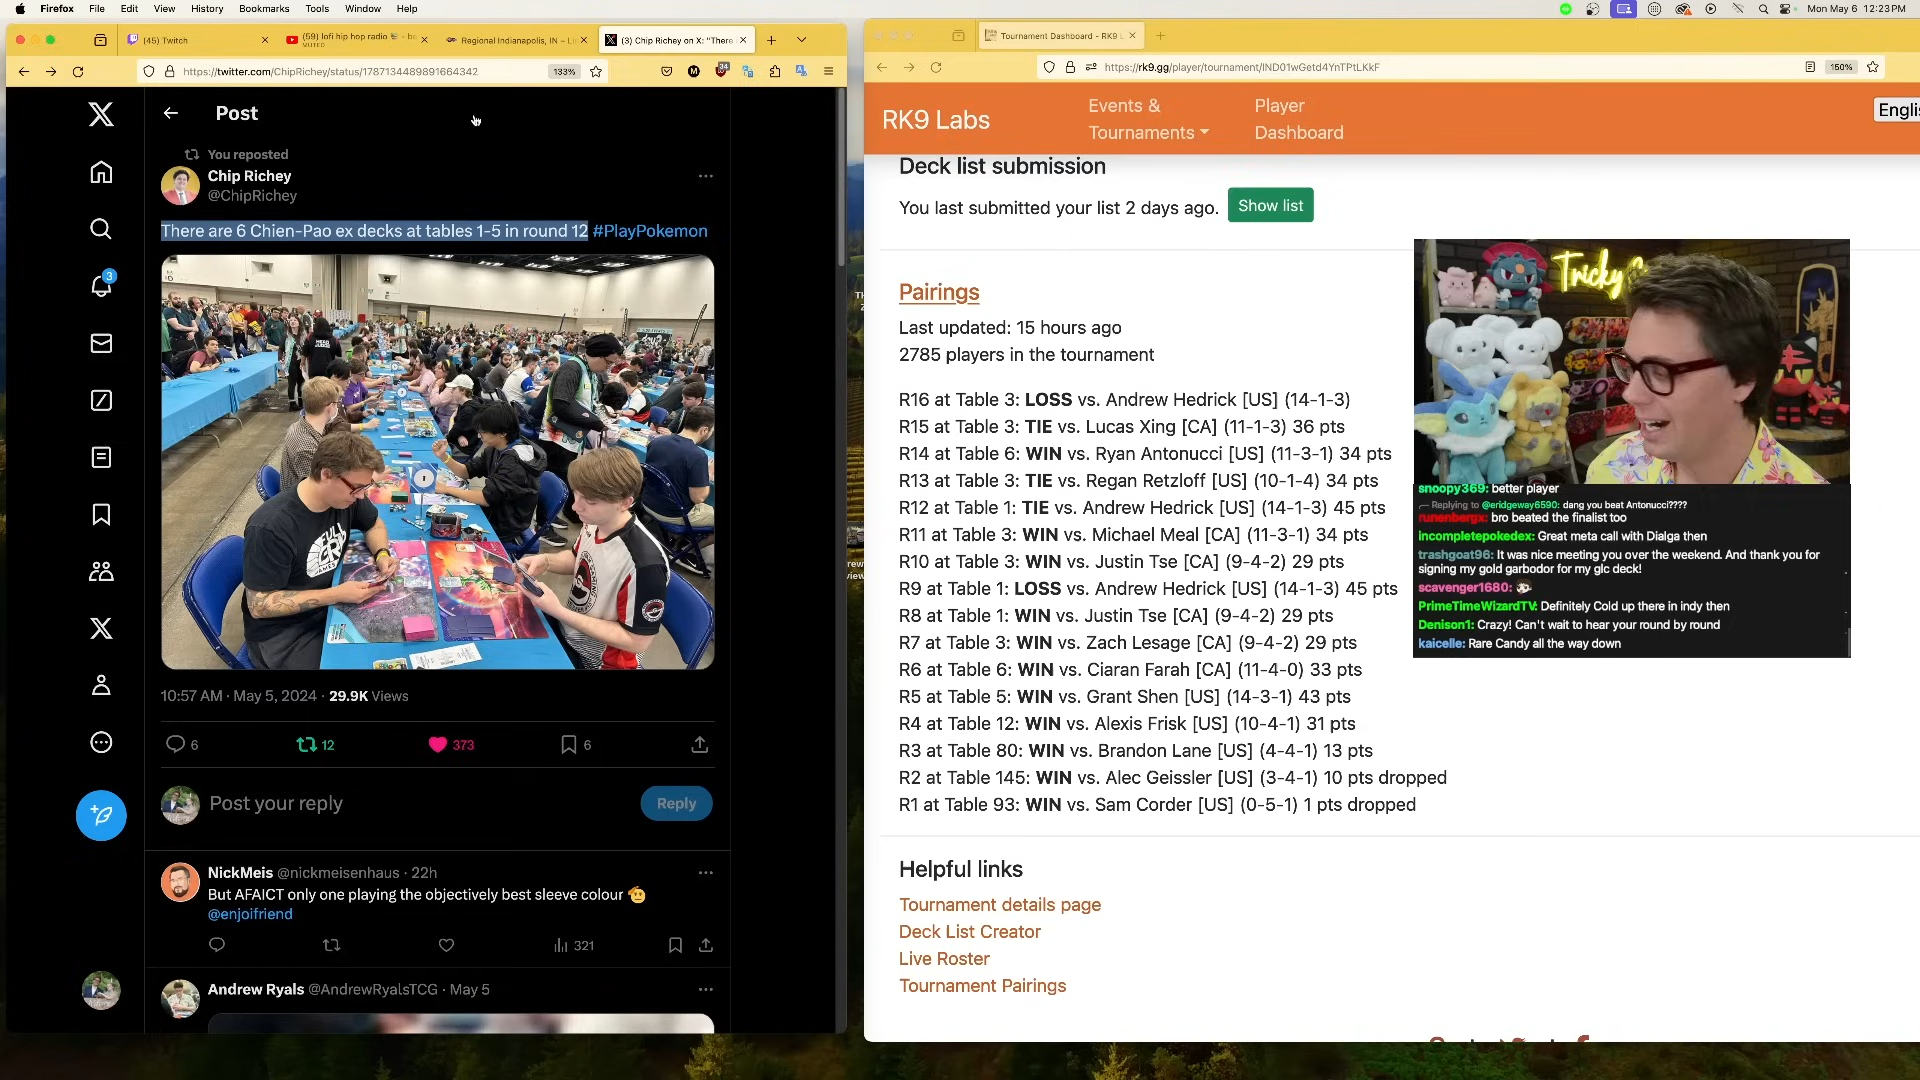 Firefox File Edit View History Bookmarks Tools Window Help
Mon May 6 12:23PM
(45) Twitch
(59) lofi hip hop radio
MUTED
Regional Indianapolis, IN – Li
(3) Chip Richey on X: "There
https://twitter.com/ChipRichey/status/1787134489891664342
133%
34
Post
You reposted
Chip Richey
@ChipRichey
There are 6 Chien-Pao ex decks at tables 1-5 in round 12 #PlayPokemon
3
10:57 AM · May 5, 2024 · 29.9K Views
6
12
373
6
Post your reply
Reply
NickMeis @nickmeisenhaus · 22h
But AFAICT only one playing the objectively best sleeve colour
@enjoifriend
321
Andrew Ryals @AndrewRyalsTCG · May 5
Tournament Dashboard - RK9 L
https://rk9.gg/player/tournament/IND01wGetd4YnTPtLKkF
150%
RK9 Labs
Events &
Tournaments
Player
Dashboard
Englis
Deck list submission
You last submitted your list 2 days ago. Show list
Pairings
Last updated: 15 hours ago
2785 players in the tournament
R16 at Table 3: LOSS vs. Andrew Hedrick [US] (14-1-3)
R15 at Table 3: TIE vs. Lucas Xing [CA] (11-1-3) 36 pts
R14 at Table 6: WIN vs. Ryan Antonucci [US] (11-3-1) 34 pts
R13 at Table 3: TIE vs. Regan Retzloff [US] (10-1-4) 34 pts
R12 at Table 1: TIE vs. Andrew Hedrick [US] (14-1-3) 45 pts
R11 at Table 3: WIN vs. Michael Meal [CA] (11-3-1) 34 pts
R10 at Table 3: WIN vs. Justin Tse [CA] (9-4-2) 29 pts
R9 at Table 1: LOSS vs. Andrew Hedrick [US] (14-1-3) 45 pts
R8 at Table 1: WIN vs. Justin Tse [CA] (9-4-2) 29 pts
R7 at Table 3: WIN vs. Zach Lesage [CA] (9-4-2) 29 pts
R6 at Table 6: WIN vs. Ciaran Farah [CA] (11-4-0) 33 pts
R5 at Table 5: WIN vs. Grant Shen [US] (14-3-1) 43 pts
R4 at Table 12: WIN vs. Alexis Frisk [US] (10-4-1) 31 pts
R3 at Table 80: WIN vs. Brandon Lane [US] (4-4-1) 13 pts
R2 at Table 145: WIN vs. Alec Geissler [US] (3-4-1) 10 pts dropped
R1 at Table 93: WIN vs. Sam Corder [US] (0-5-1) 1 pts dropped
Helpful links
Tournament details page
Deck List Creator
Live Roster
Tournament Pairings
Tricky
snoopy369: better player
Replying to @eridgeway6590: dang you beat Antonucci????
runenbergx: bro beated the finalist too
incompletepokedex: Great meta call with Dialga then
trashgoat96: It was nice meeting you over the weekend. And thank you for
signing my gold garbodor for my glc deck!
scavenger1680:
PrimeTimeWizardTV: Definitely Cold up there in indy then
Denison1: Crazy! Can't wait to hear your round by round
kaicelle: Rare Candy all the way down